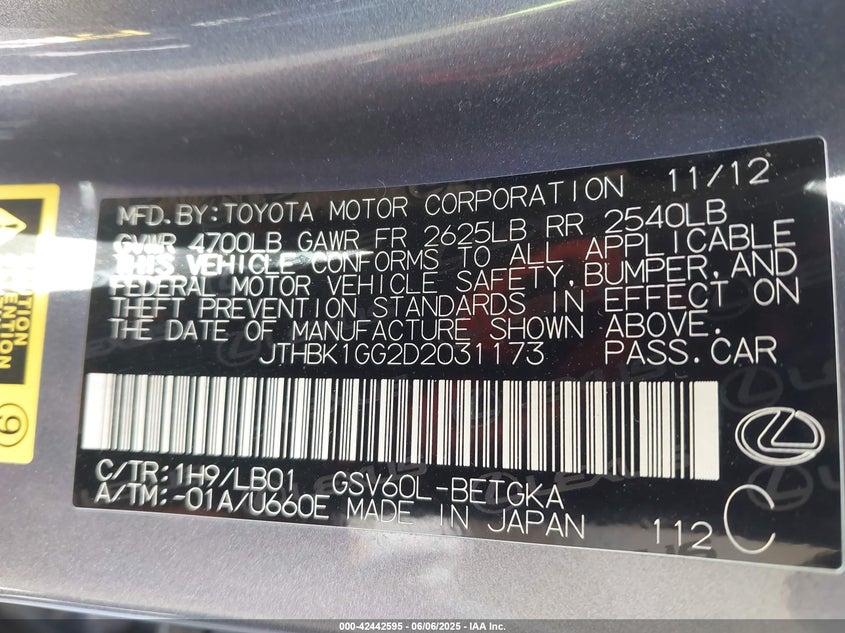 MFD. BY: TOYOTA MOTOR CORPORATION 11/12
GVWR 4700LB GAWR FR 2625LB RR 2540LB
THIS VEHICLE CONFORMS TO ALL APPLICABLE
FEDERAL MOTOR VEHICLE SAFETY, BUMPER, AND
THEFT PREVENTION STANDARDS IN EFFECT ON
THE DATE OF MANUFACTURE SHOWN ABOVE.
JTHBK1GG2D2031173 PASS.CAR
C/TR: 1H9/LB01 GSV60L-BETGKA
A/TM: -01A/U660E MADE IN JAPAN 112 C
9
000-42442595 - 06/06/2025 - IAA Inc.